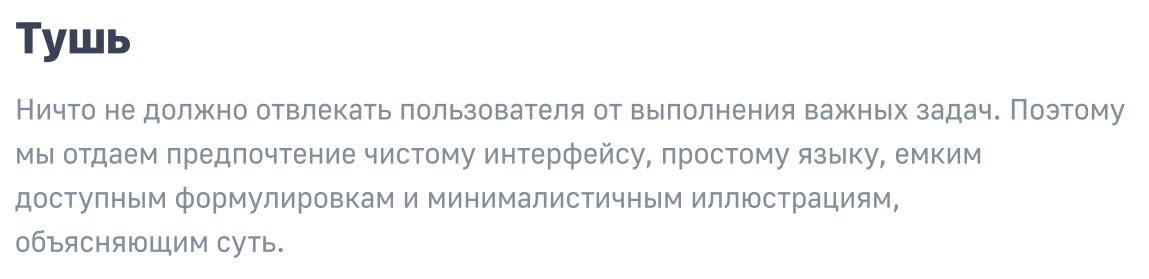 Тушь
Ничто не должно отвлекать пользователя от выполнения важных задач. Поэтому
мы отдаем предпочтение чистому интерфейсу, простому языку, емким
доступным формулировкам и минималистичным иллюстрациям,
объясняющим суть.